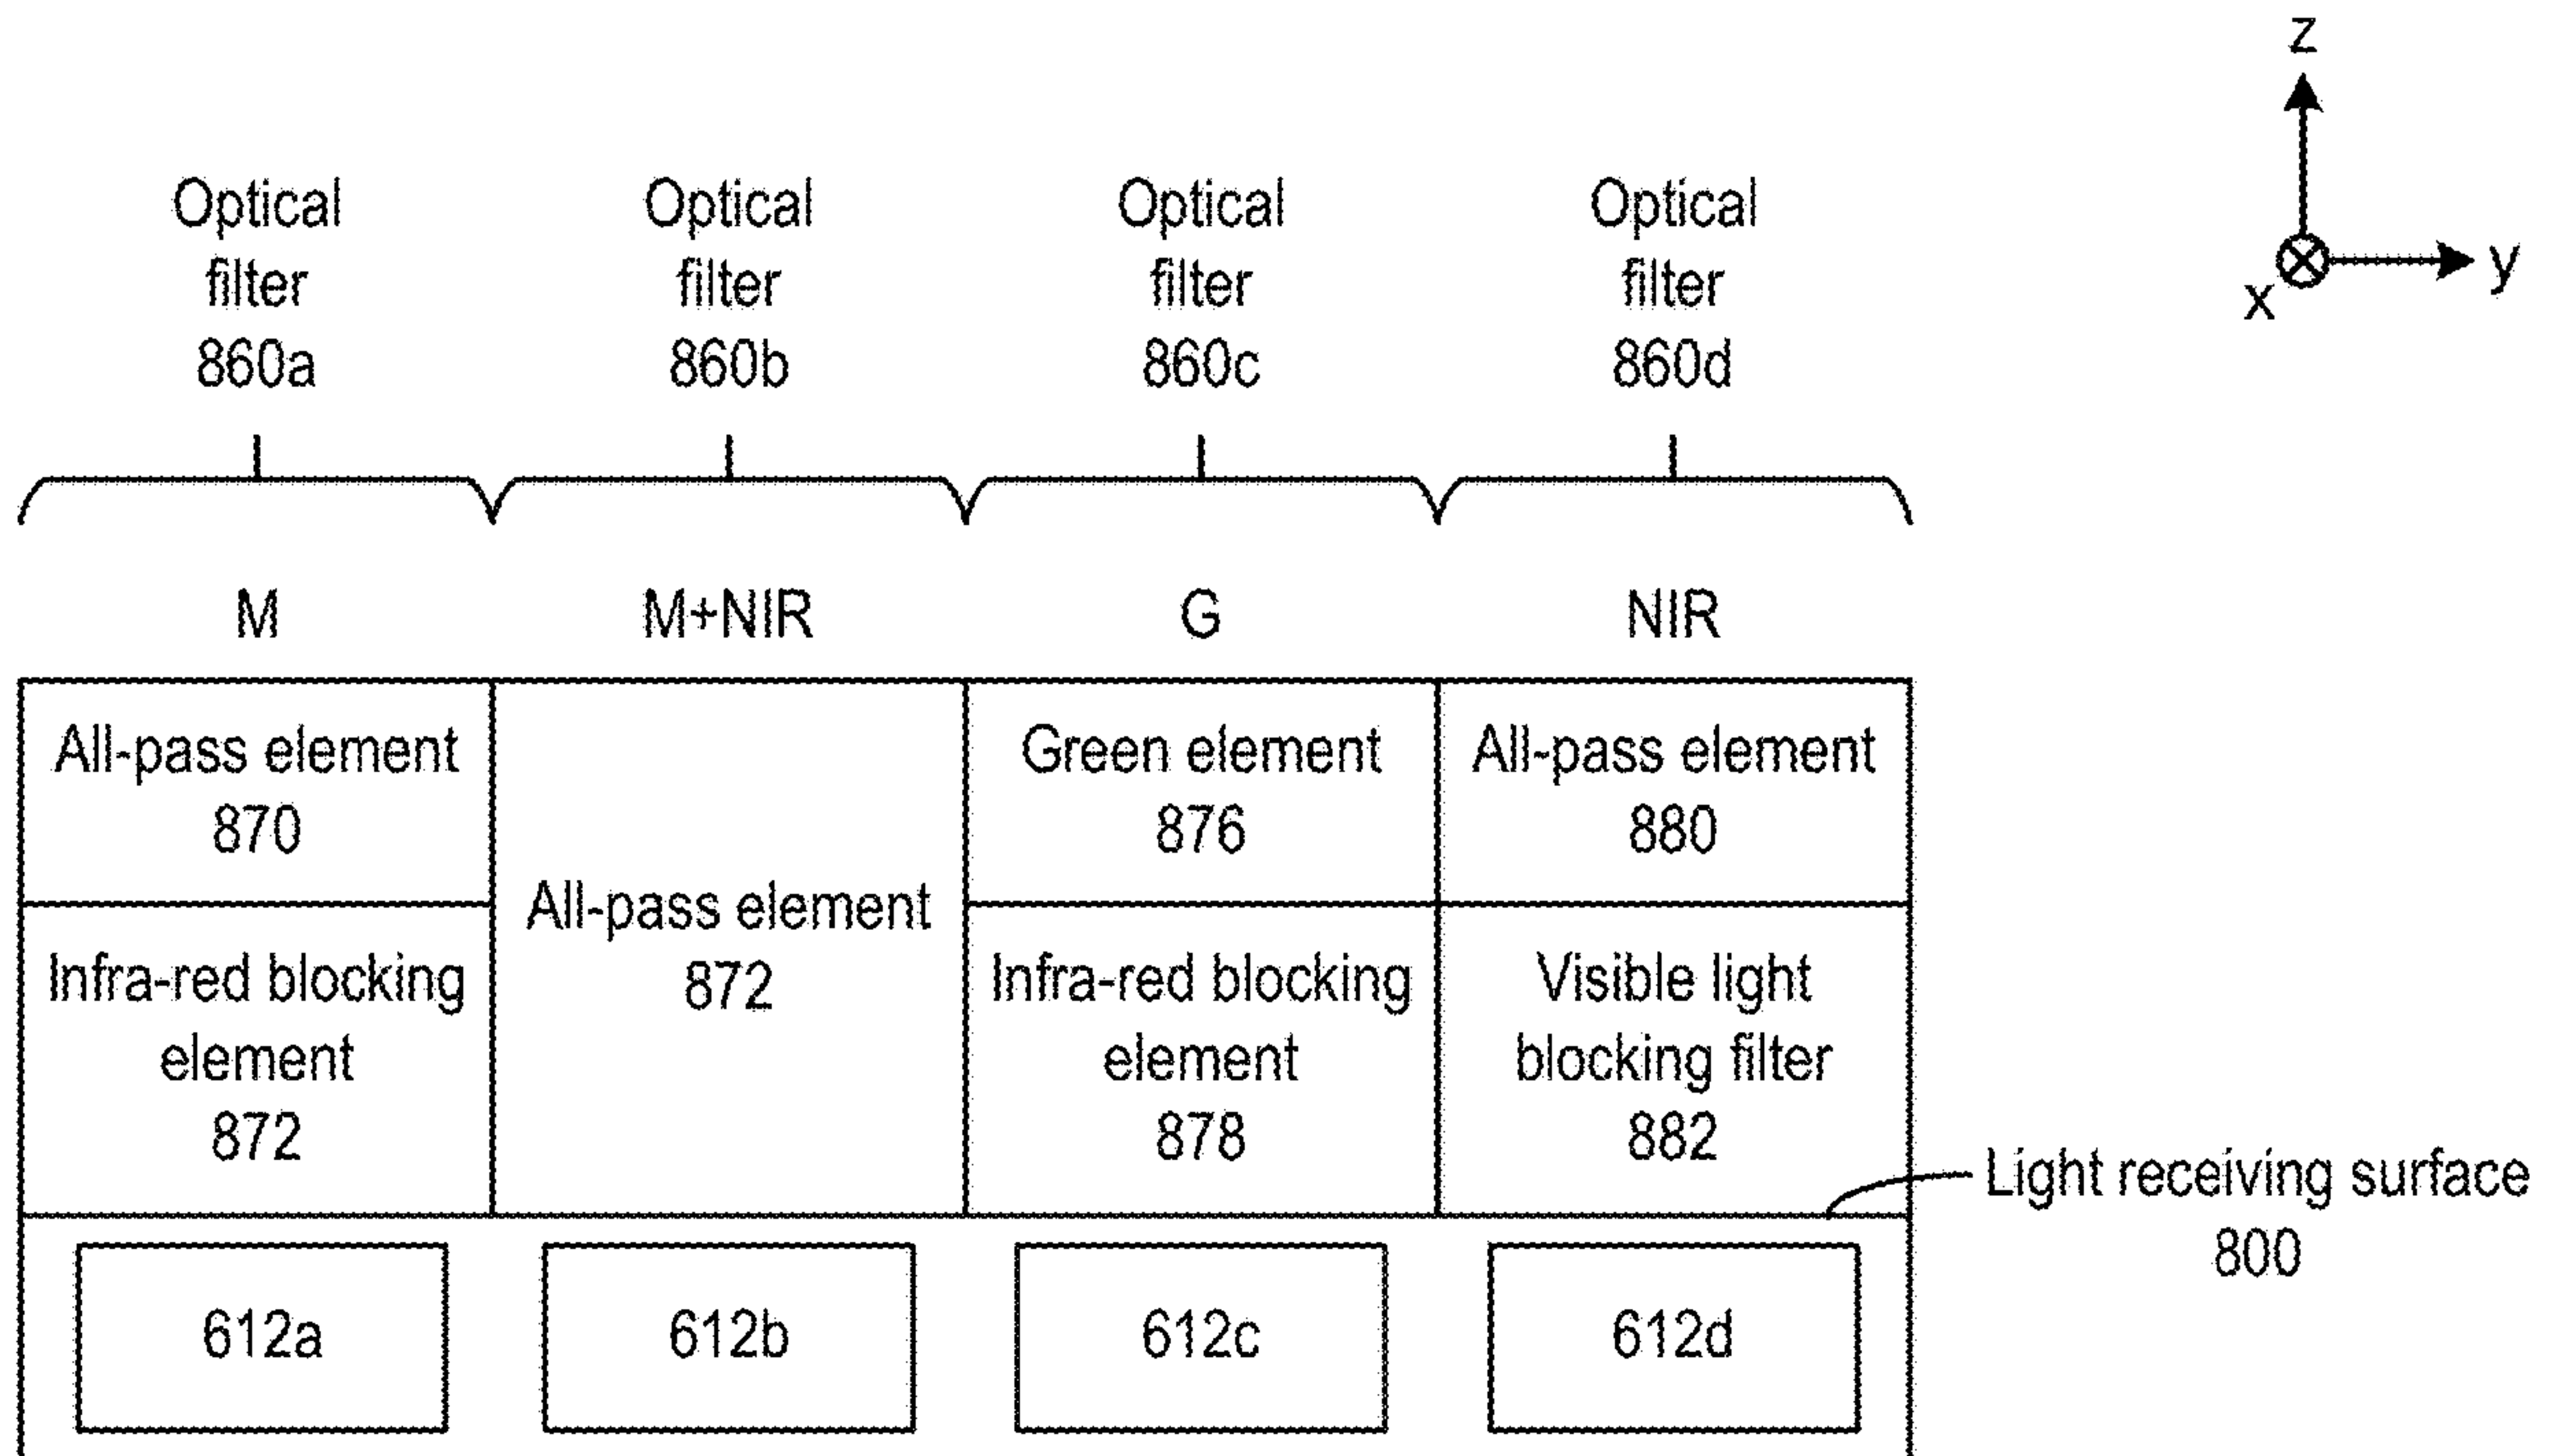 z
y
x
Optical
filter
860a
Optical
filter
860b
Optical
filter
860c
Optical
filter
860d
M
M+NIR
G
NIR
All-pass element
870
Infra-red blocking
element
872
All-pass element
872
Green element
876
Infra-red blocking
element
878
All-pass element
880
Visible light
blocking filter
882
Light receiving surface
800
612a
612b
612c
612d